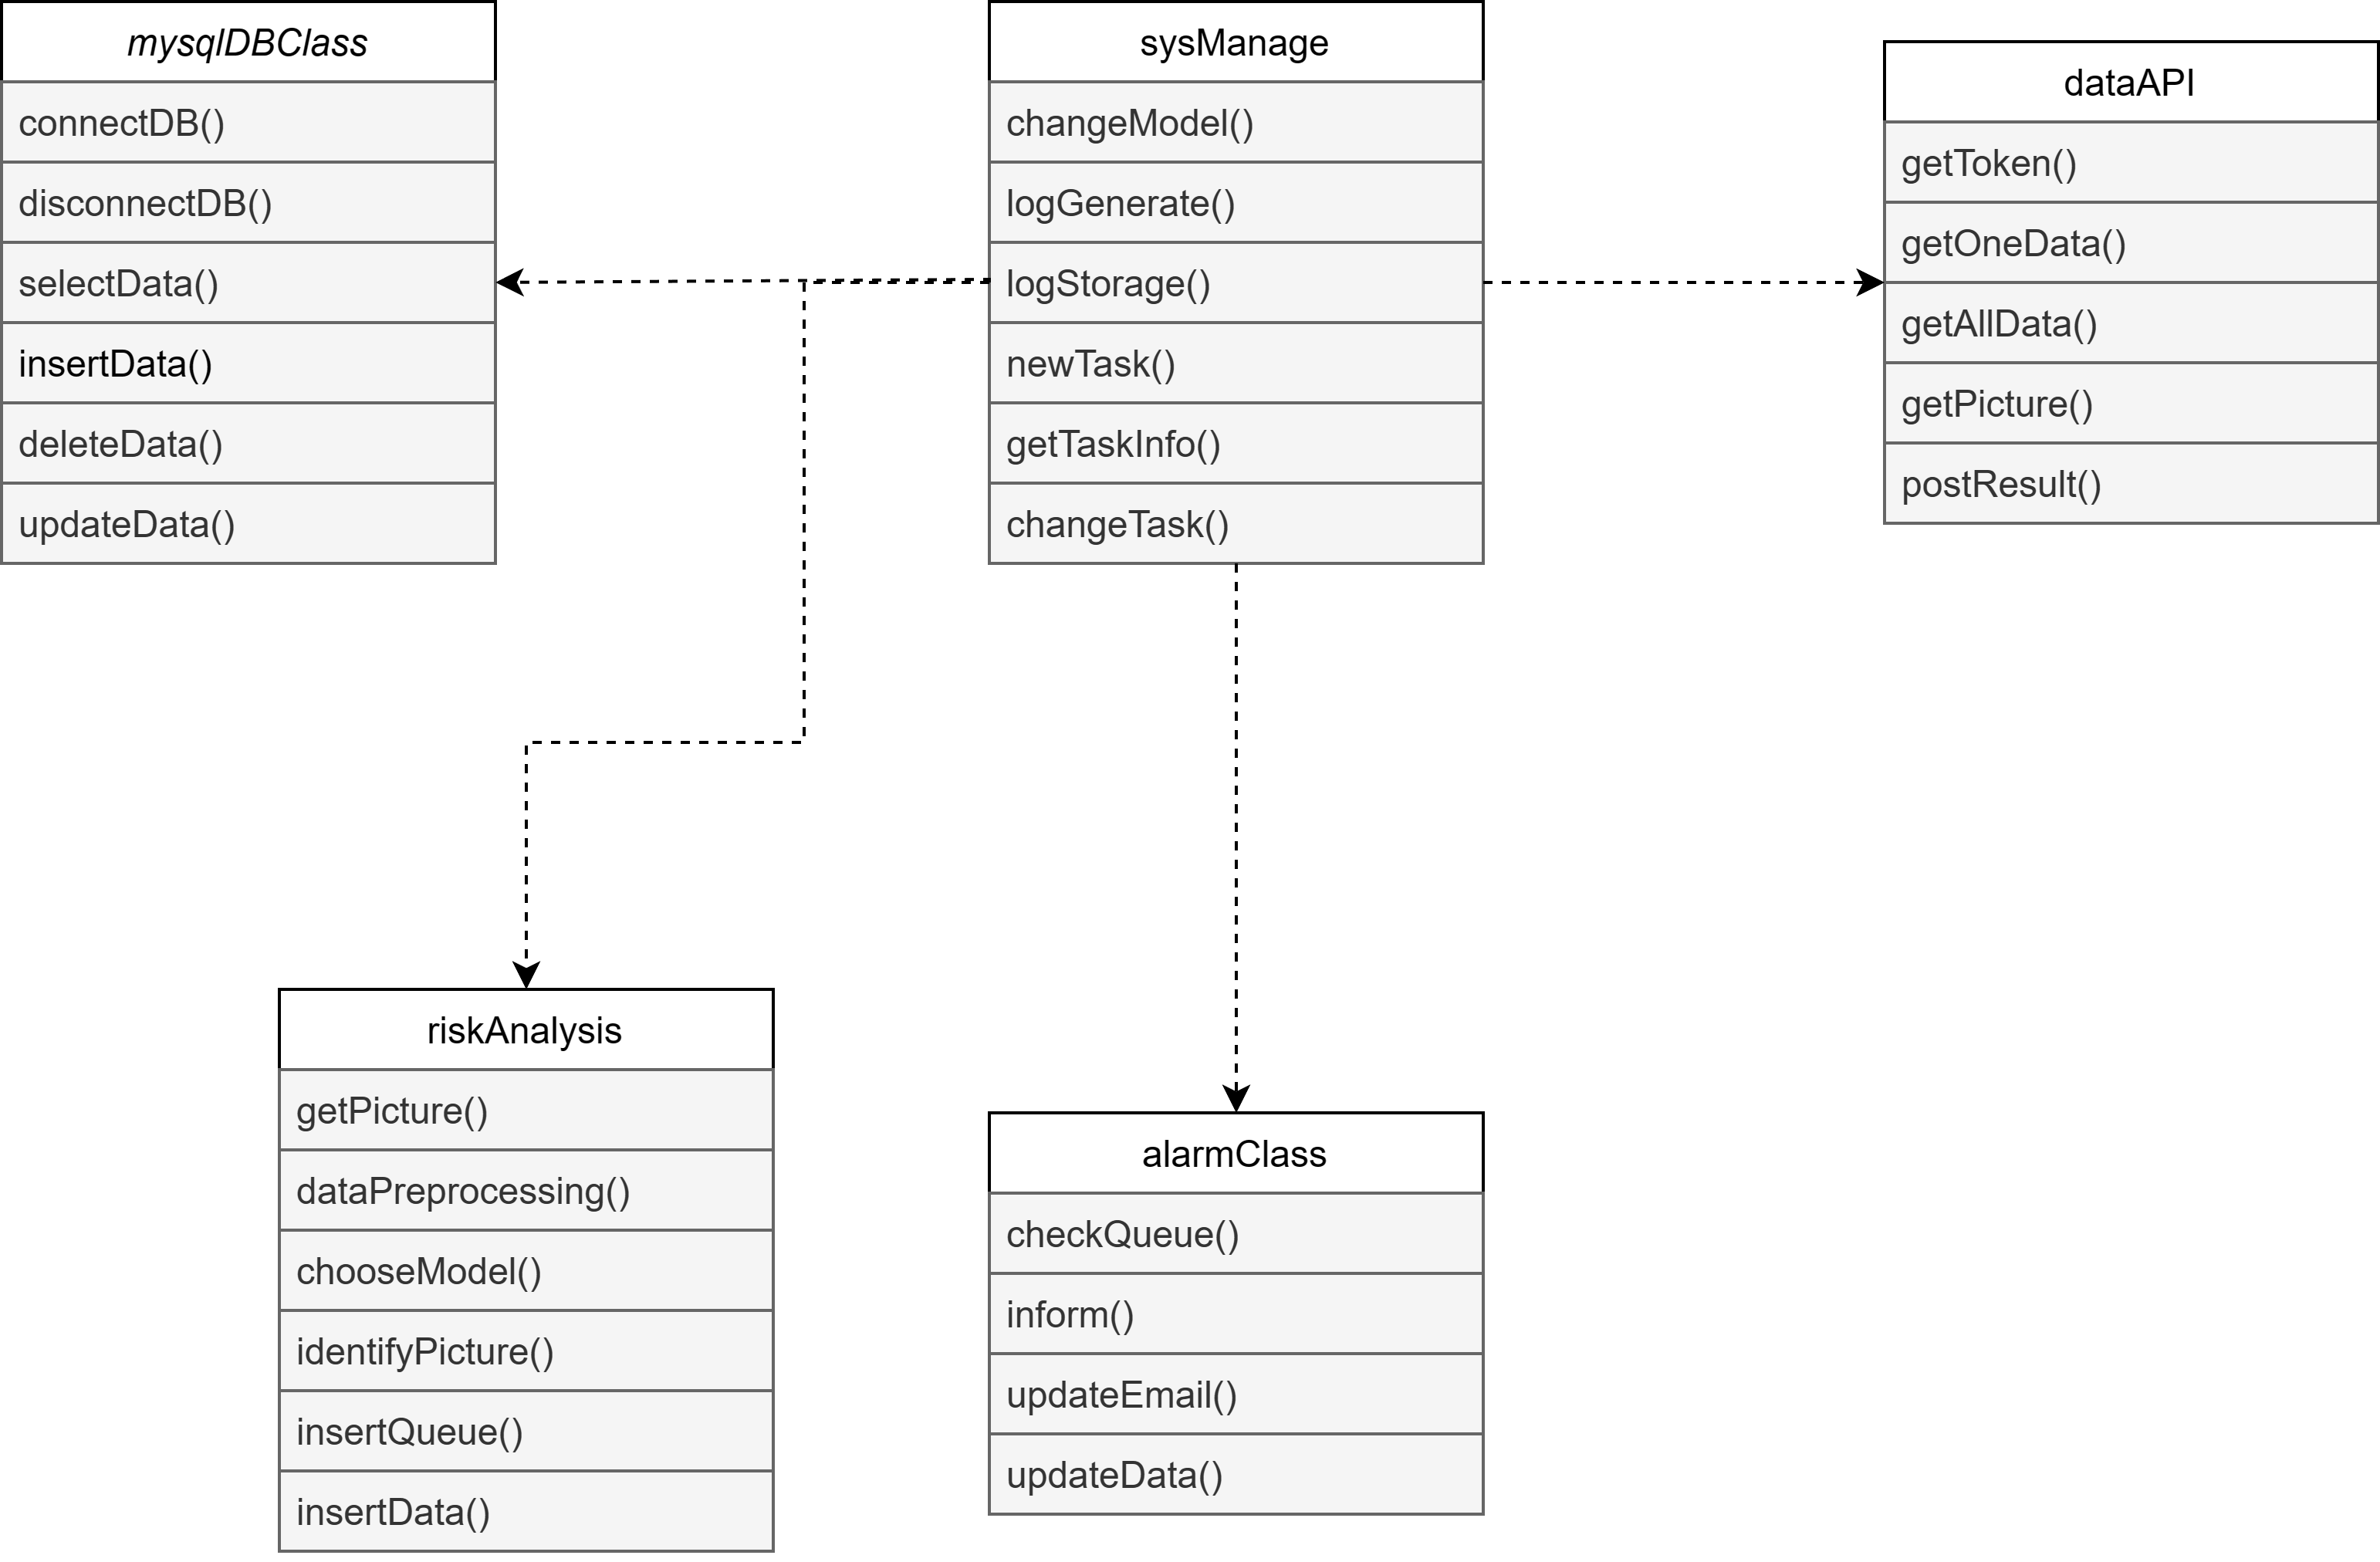 mysqlDBClass
connectDB()
disconnectDB()
selectData()
insertData()
deleteData()
updateData()
sysManage
changeModel()
logGenerate()
logStorage()
newTask()
getTaskInfo()
changeTask()
dataAPI
getToken()
getOneData()
getAllData()
getPicture()
postResult()
riskAnalysis
getPicture()
dataPreprocessing()
chooseModel()
identifyPicture()
insertQueue()
insertData()
alarmClass
checkQueue()
inform()
updateEmail()
updateData()